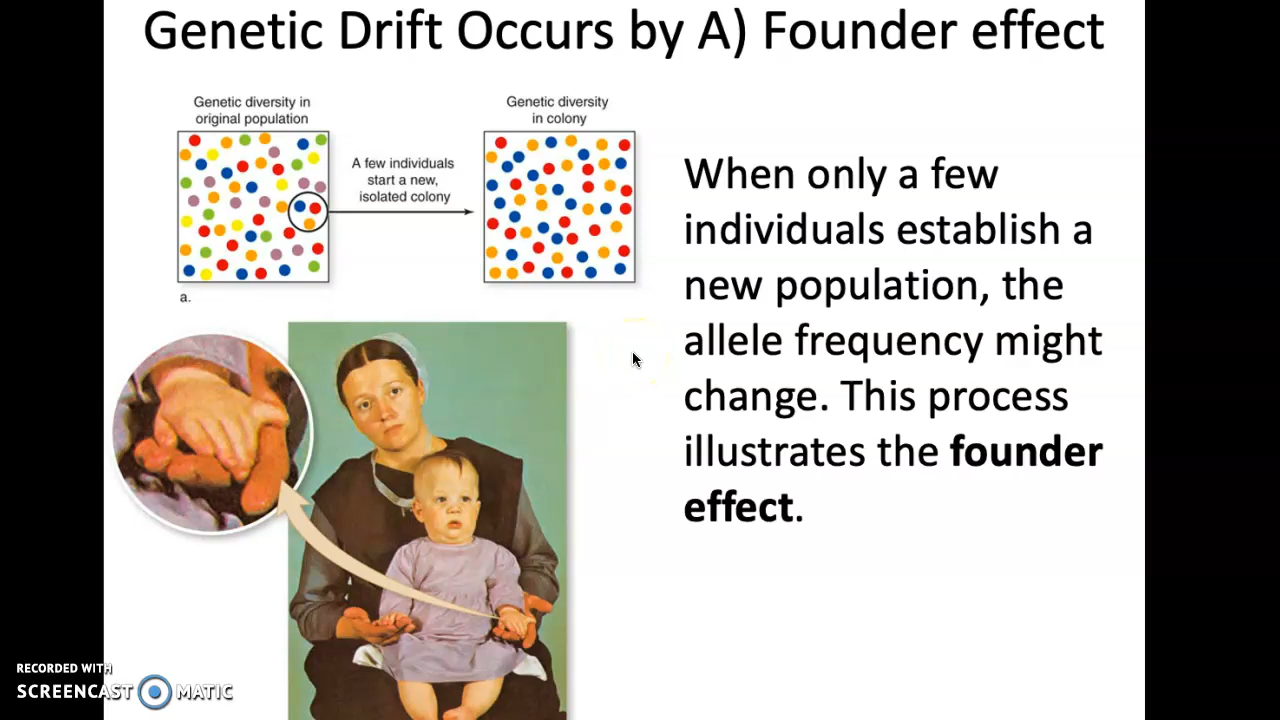 Genetic Drift Occurs by A) Founder effect
Genetic diversity in
original population
A few individuals
start a new,
isolated colony
Genetic diversity
in colony
a.
When only a few
individuals establish a
new population, the
allele frequency might
change. This process
illustrates the founder
effect.
RECORDED WITH
SCREENCAST MATIC